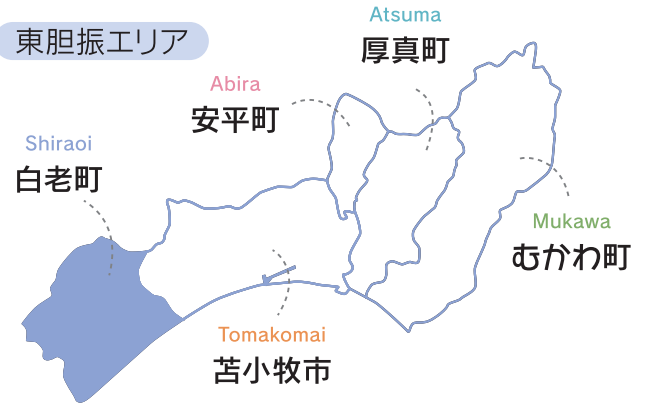 東胆振エリア
Atsuma
厚真町
Abira
安平町
Shiraoi
白老町
Mukawa
むかわ町
Tomakomai
苫小牧市